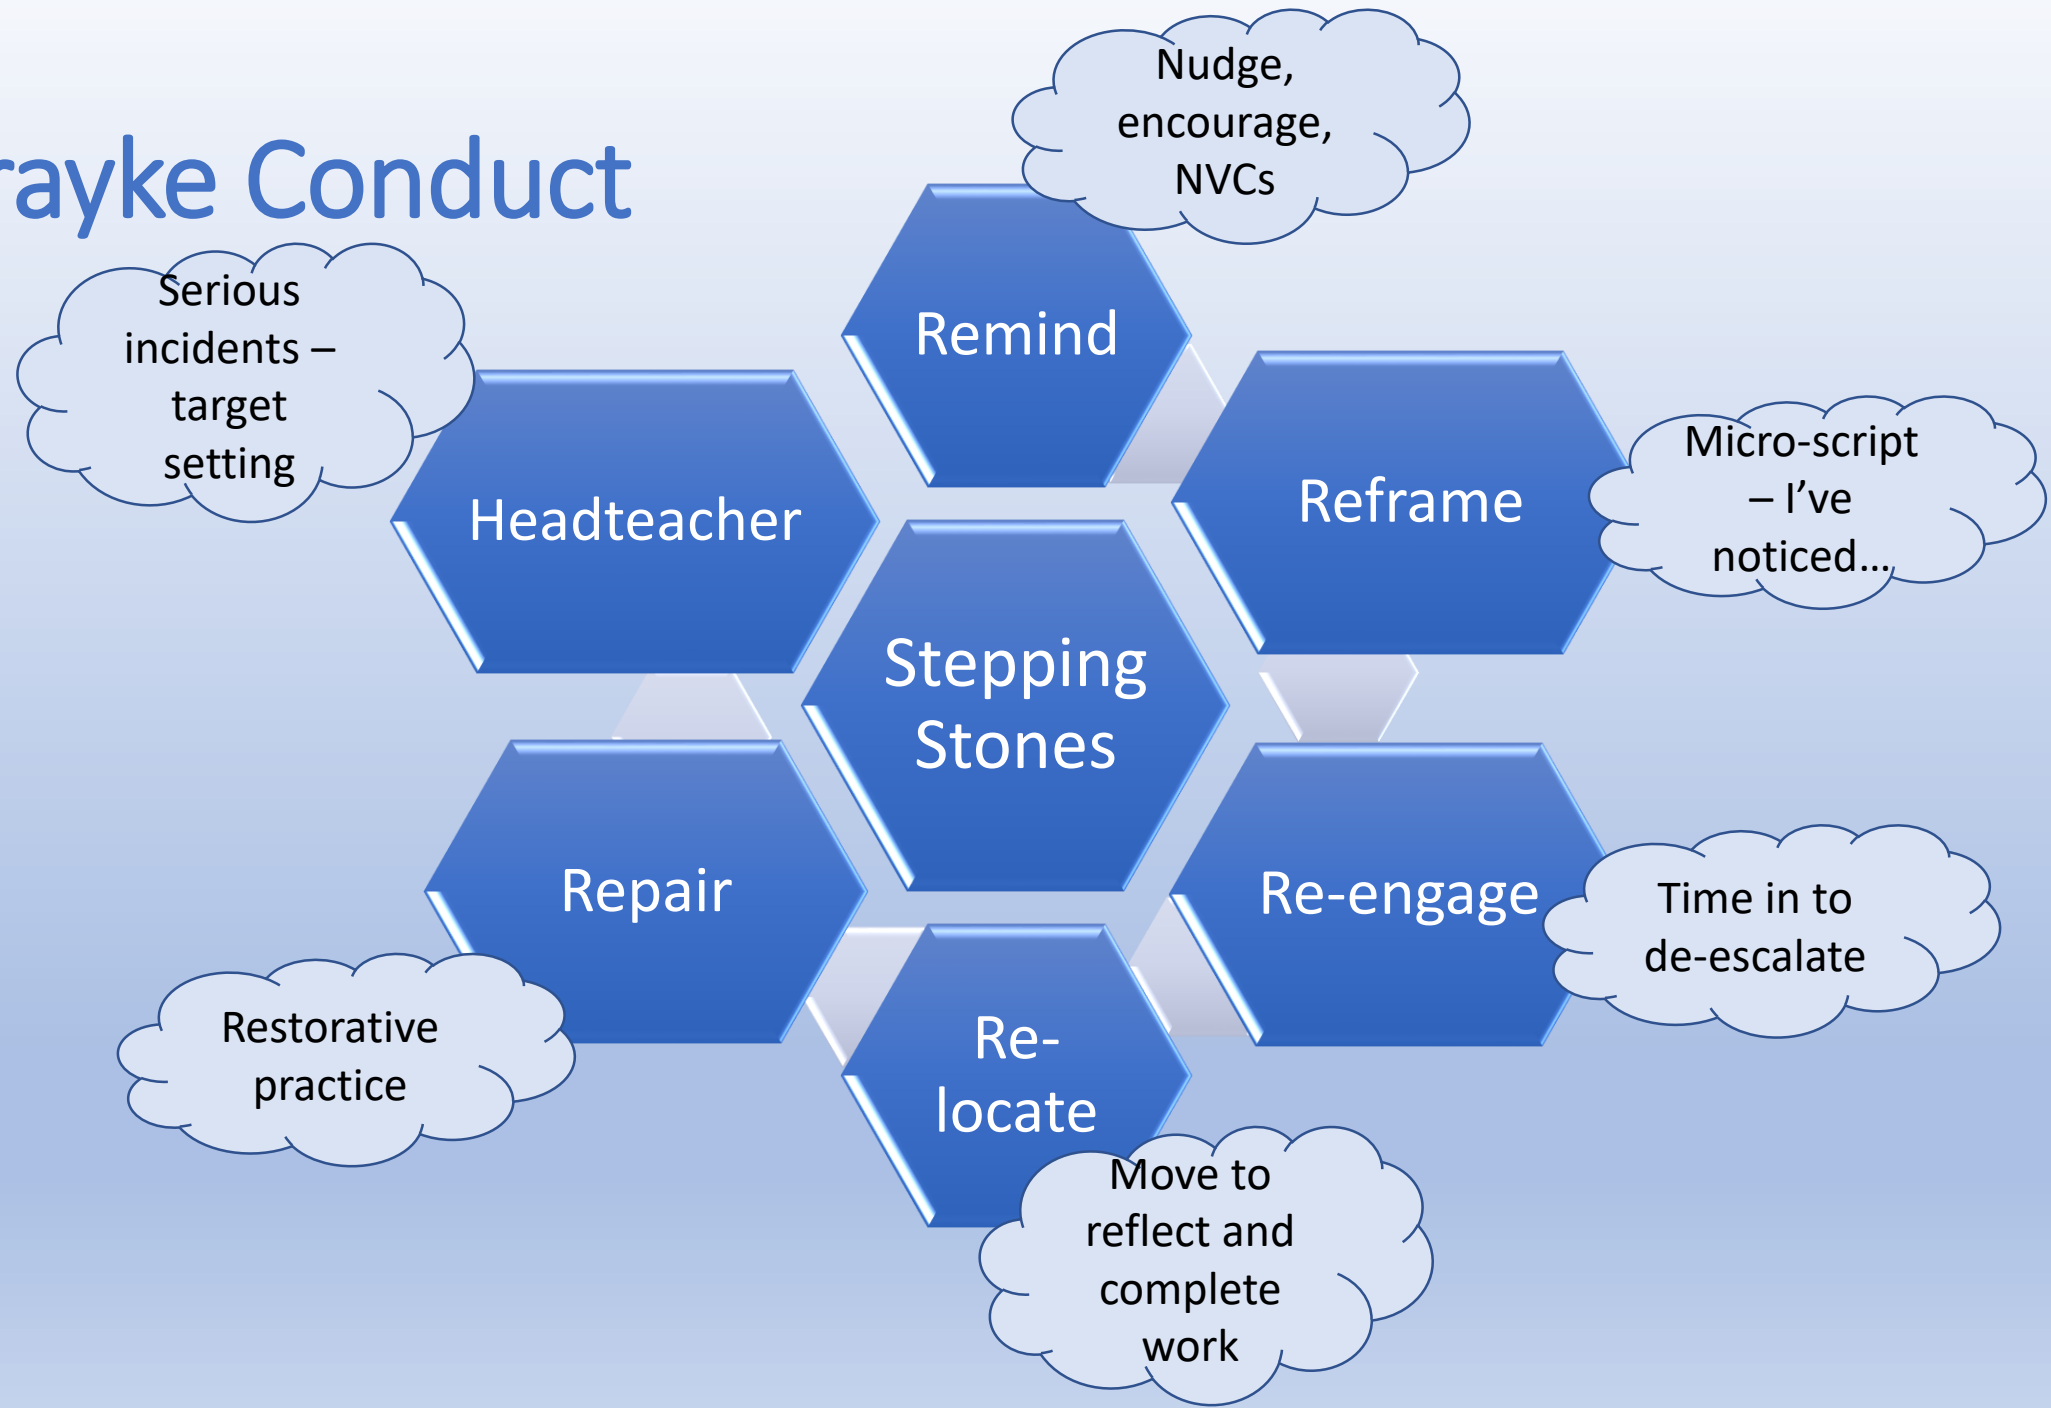 rayke Conduct
Nudge,
encourage,
NVCs
Remind
Serious
incidents –
target
setting
Headteacher
Reframe
Micro-script
– I’ve
noticed...
Stepping
Stones
Repair
Re-engage
Time in to
de-escalate
Restorative
practice
Re-
locate
Move to
reflect and
complete
work